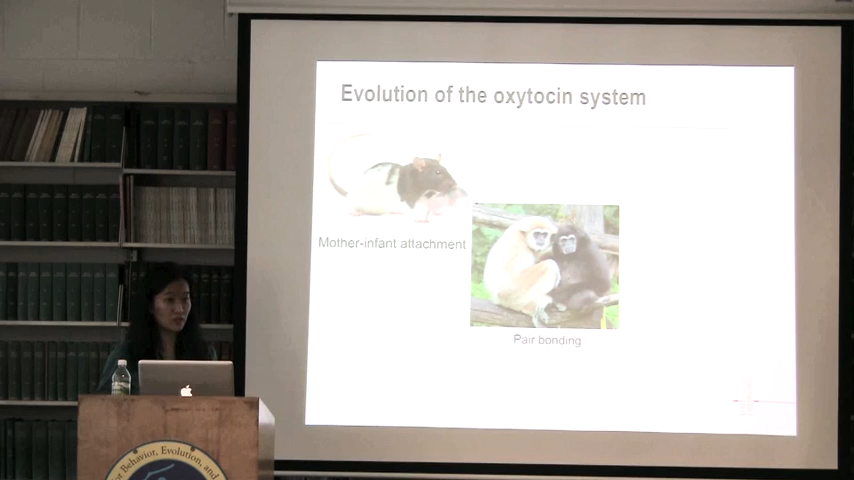 Evolution of the oxytocin system
Mother-infant attachment
Pair bonding
Behavior, Evolution, and